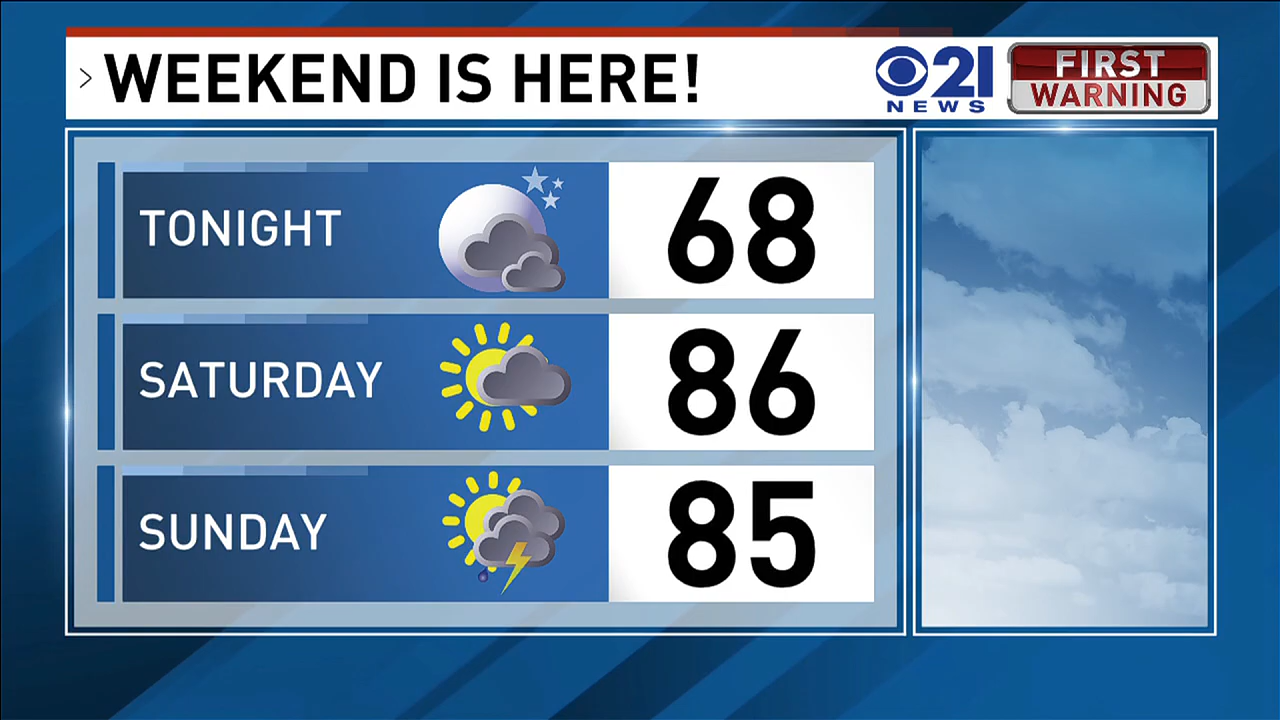 > WEEKEND IS HERE!
21
NEWS
FIRST
WARNING
TONIGHT 68
SATURDAY 86
SUNDAY 85